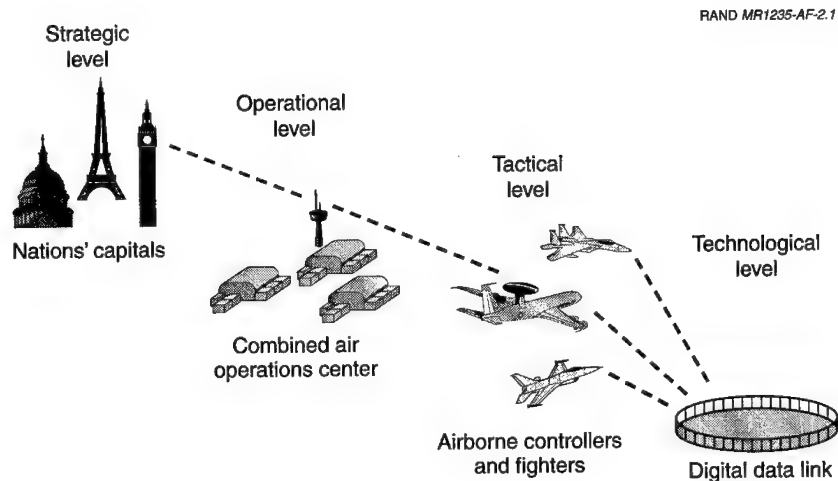 RAND MR1235-AF-2.1
Strategic
level
Nations' capitals
Operational
level
Combined air
operations center
Tactical
level
Airborne controllers
and fighters
Technological
level
Digital data link